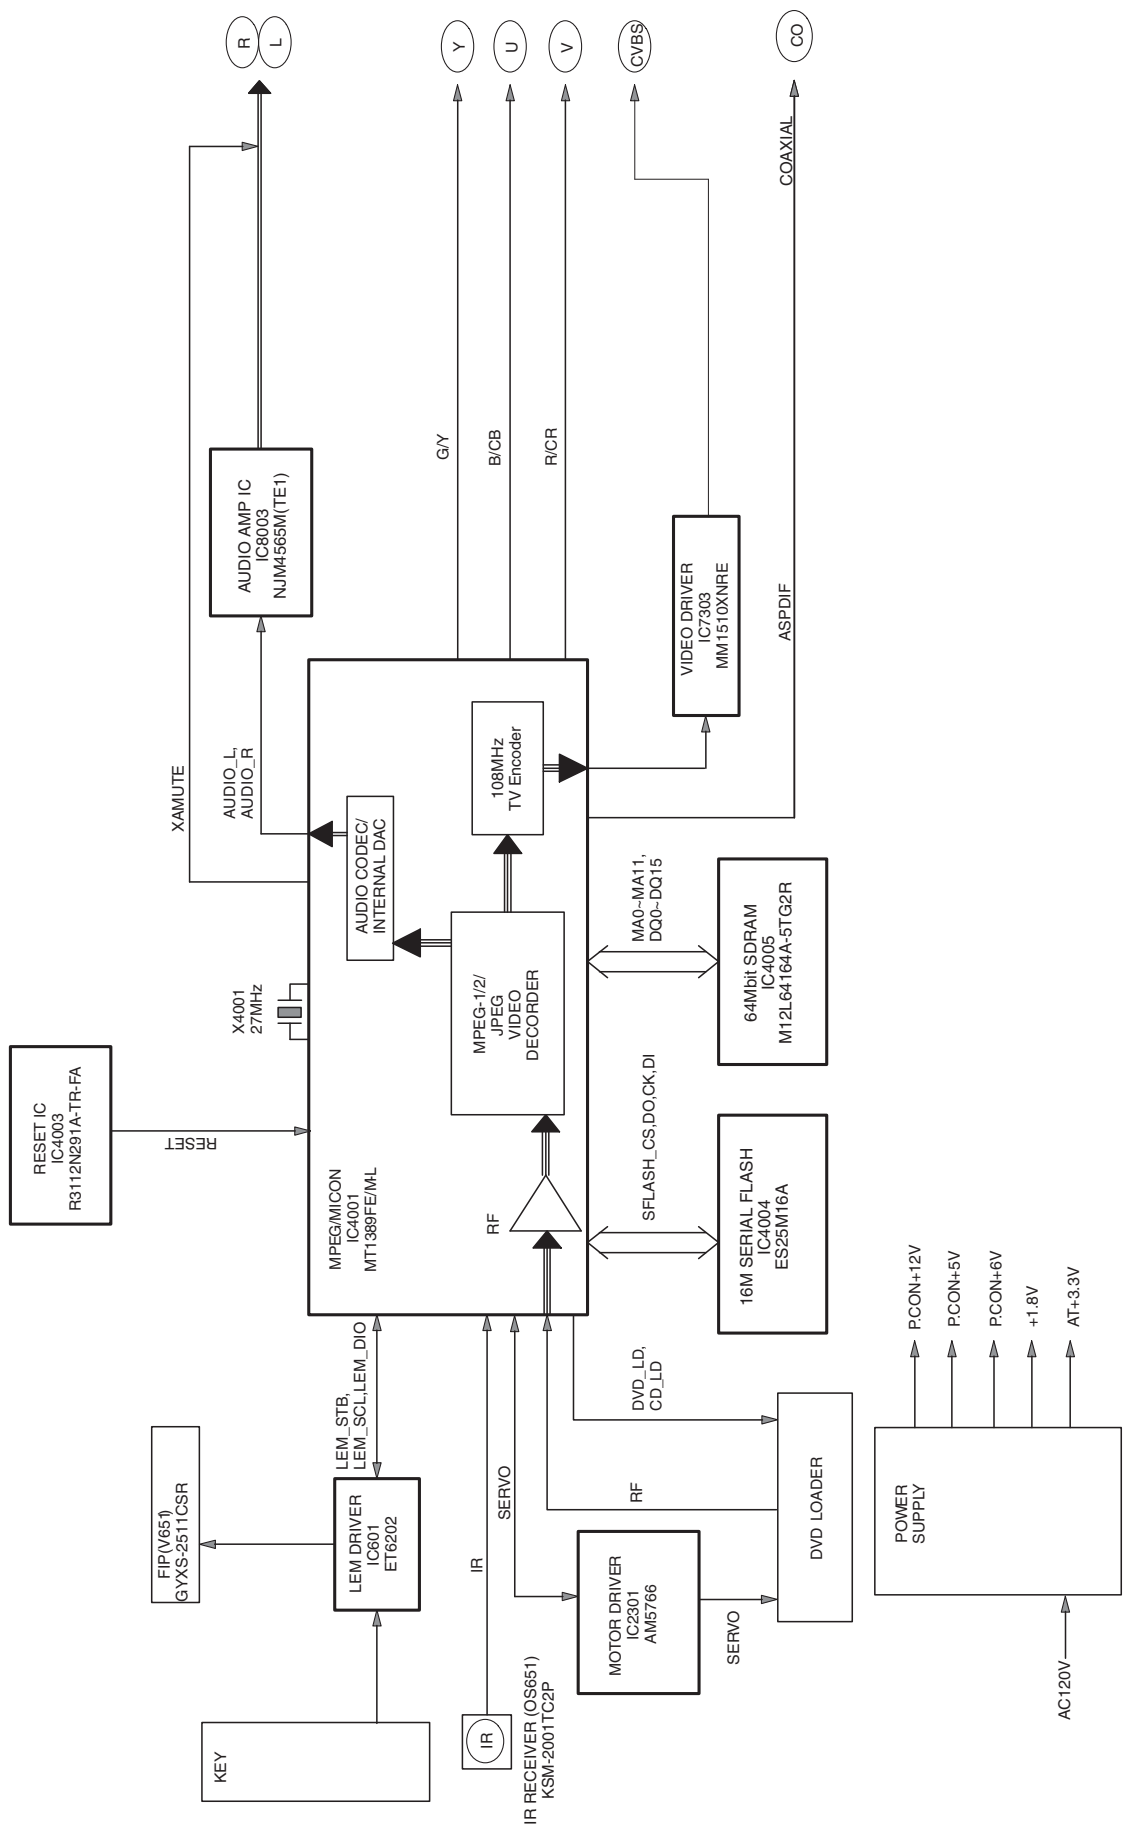 KEY
FIP(V651)
GYXS-2511CSR
LEM DRIVER
IC601
ET6202
LEM_STB,
LEM_SCL,LEM_DIO
IR
IR RECEIVER (OS651)
KSM-2001TC2P
IR
SERVO
MOTOR DRIVER
IC2301
AM5766
SERVO
RF
DVD_LD,
CD_LD
DVD LOADER
AC120V
POWER
SUPPLY
P.CON+12V
P.CON+5V
P.CON+6V
+1.8V
AT+3.3V
RESET IC
IC4003
R3112N291A-TR-FA
RESET
X4001
27MHz
MPEG/MICON
IC4001
MT1389FE/M-L
RF
MPEG-1/2/
JPEG
VIDEO
DECORDER
AUDIO CODEC/
INTERNAL DAC
108MHz
TV Encoder
SFLASH_CS,DO,CK,DI
16M SERIAL FLASH
IC4004
ES25M16A
MA0~MA11,
DQ0~DQ15
64Mbit SDRAM
IC4005
M12L64164A-5TG2R
XAMUTE
AUDIO_L,
AUDIO_R
AUDIO AMP IC
IC8003
NJM4565M(TE1)
G/Y
B/CB
R/CR
VIDEO DRIVER
IC7303
MM1510XNRE
ASPDIF
COAXIAL
R
L
Y
U
V
CVBS
CO